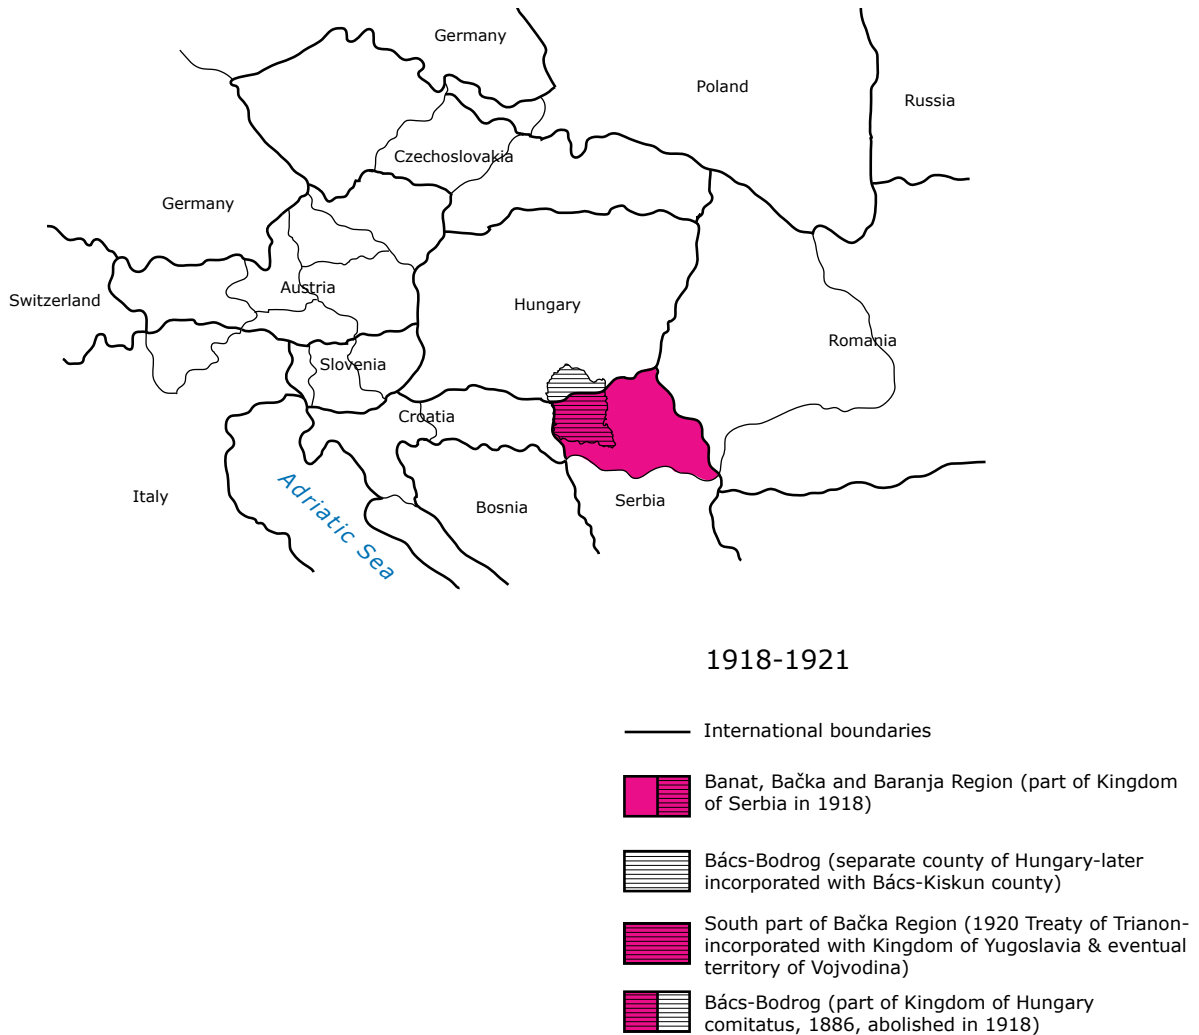 Germany
Poland
Russia
Czechoslovakia
Germany
Austria
Switzerland
Hungary
Romania
Slovenia
Croatia
Italy
Adriatic Sea
Bosnia
Serbia
1918-1921
International boundaries
Banat, Bačka and Baranja Region (part of Kingdom
of Serbia in 1918)
Bács-Bodrog (separate county of Hungary-later
incorporated with Bács-Kiskun county)
South part of Bačka Region (1920 Treaty of Trianon-
incorporated with Kingdom of Yugoslavia & eventual
territory of Vojvodina)
Bács-Bodrog (part of Kingdom of Hungary
comitatus, 1886, abolished in 1918)